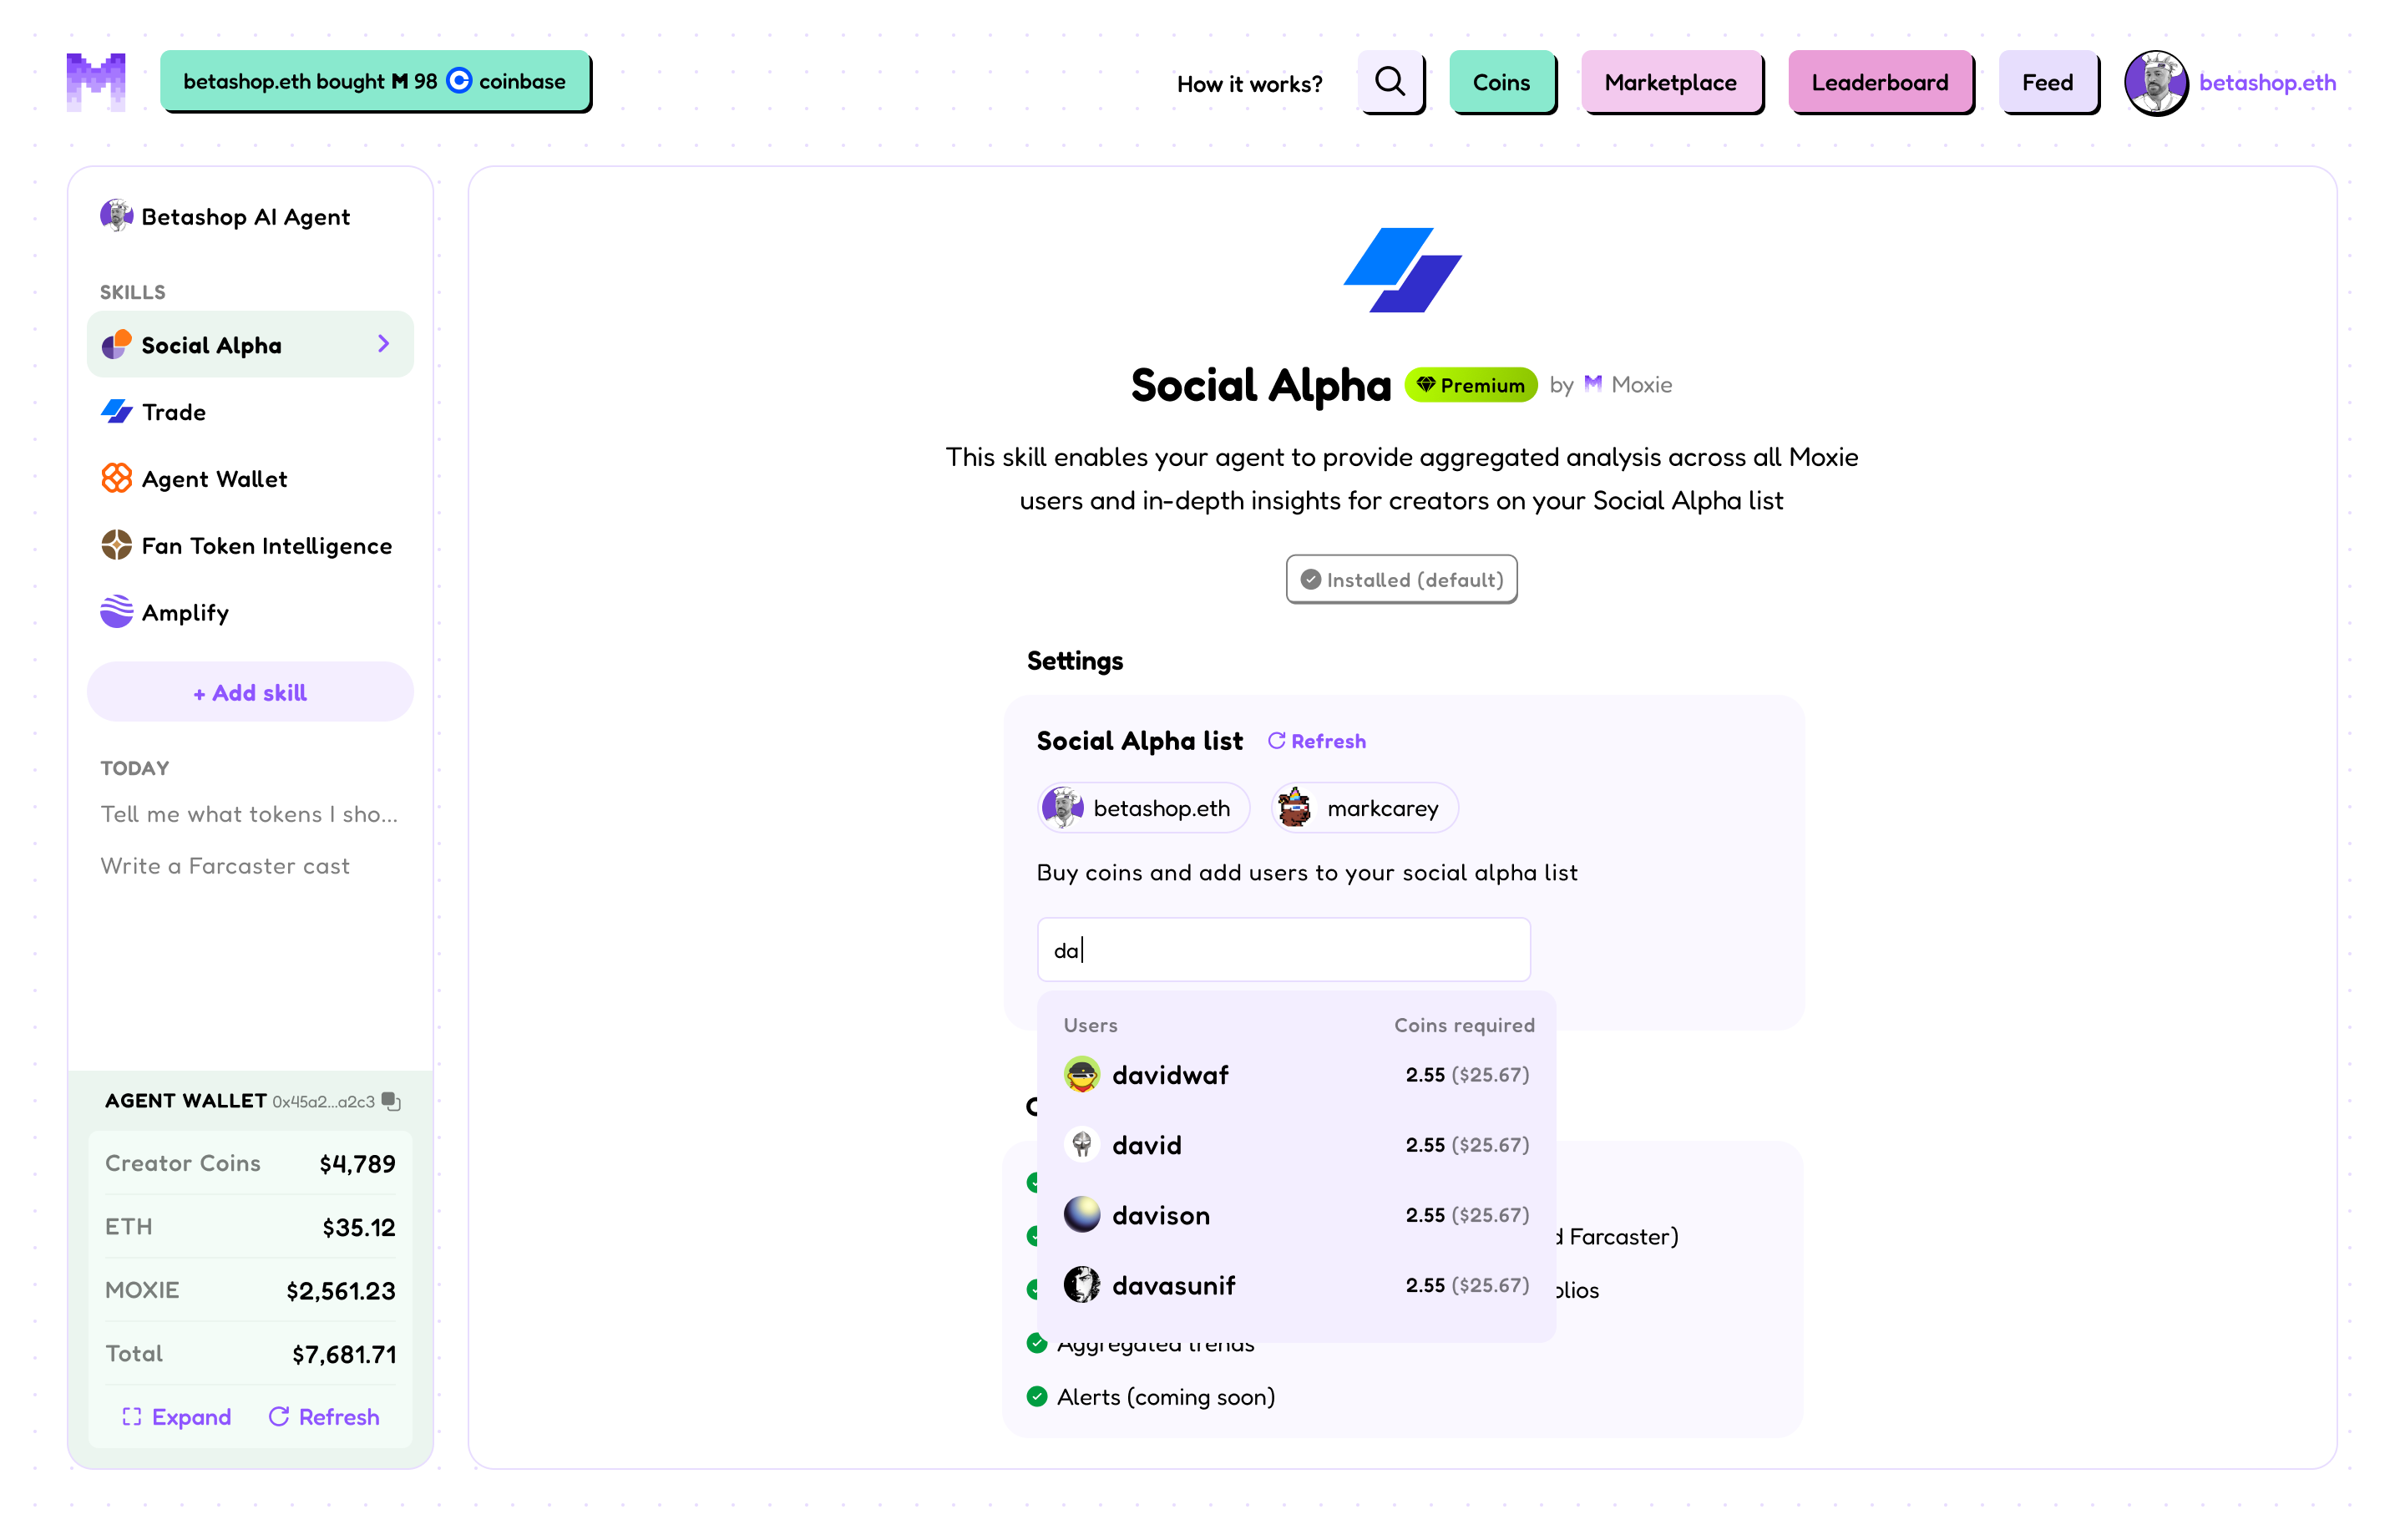 betashop.eth bought M 98 coinbase
How it works?
Coins
Marketplace
Leaderboard
Feed
betashop.eth
Betashop AI Agent
SKILLS
Social Alpha
Trade
Agent Wallet
Fan Token Intelligence
Amplify
+ Add skill
TODAY
Tell me what tokens I sho...
Write a Farcaster cast
AGENT WALLET 0x45a2...a2c3
Creator Coins $4,789
ETH $35.12
MOXIE $2,561.23
Total $7,681.71
Expand Refresh
Social Alpha Premium by Moxie
This skill enables your agent to provide aggregated analysis across all Moxie
users and in-depth insights for creators on your Social Alpha list
Installed (default)
Settings
Social Alpha list Refresh
betashop.eth markcarey
Buy coins and add users to your social alpha list
da
Users Coins required
davidwaf 2.55 ($25.67)
david 2.55 ($25.67)
davison 2.55 ($25.67)
Farcaster)
davasunif 2.55 ($25.67)
Aggregated trends
Alerts (coming soon)